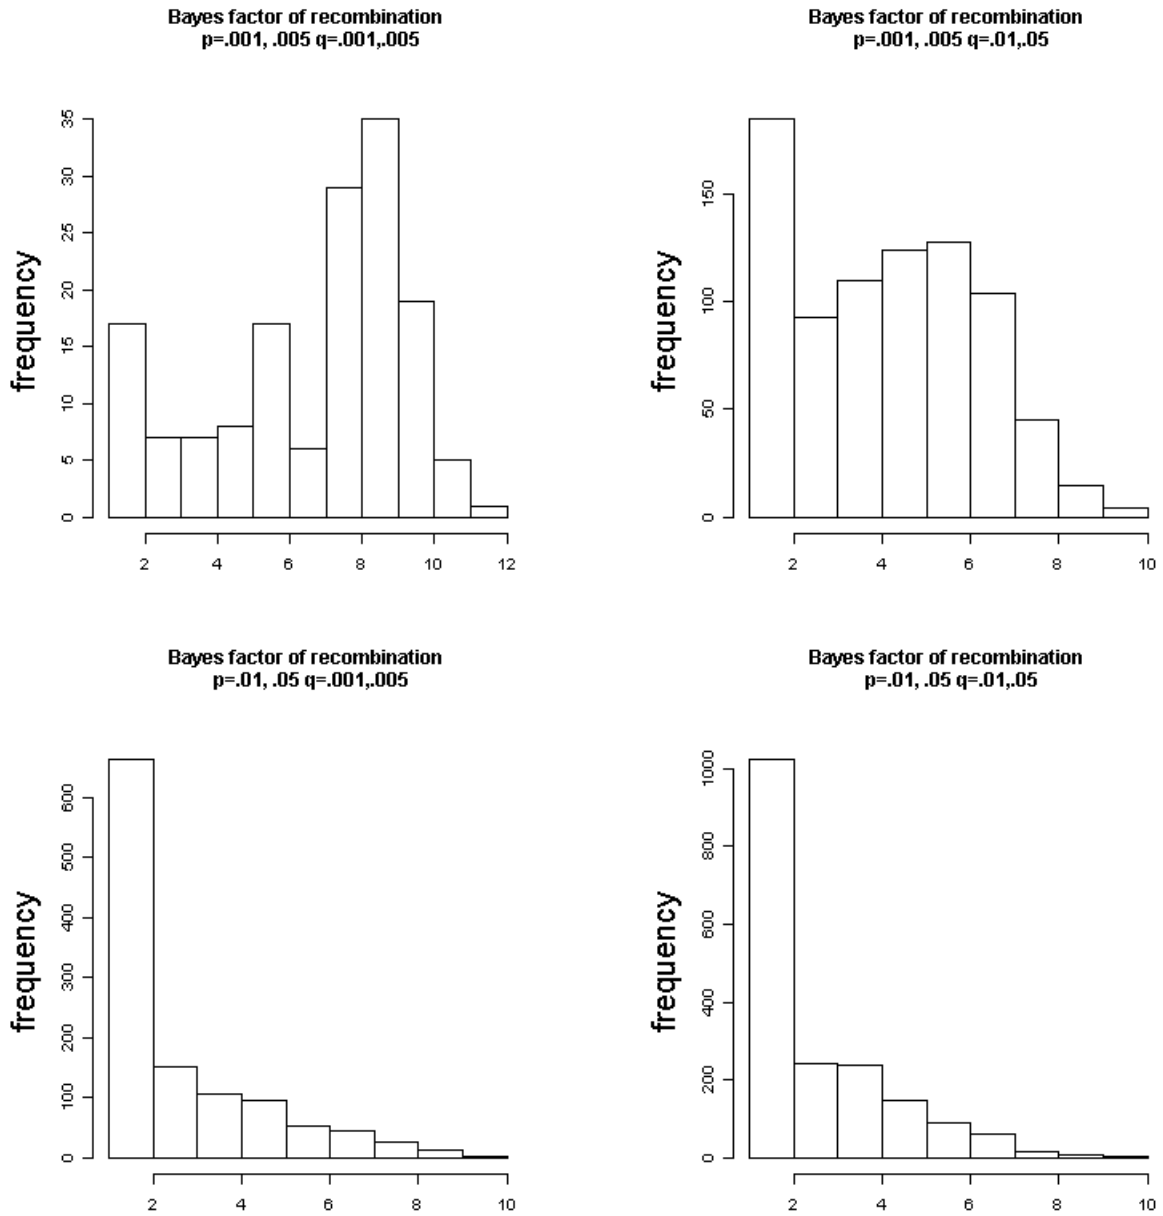 Bayes factor of recombination
p=.001, .005 q=.001,.005
frequency
35
30
25
20
15
10
5
0
2 4 6 8 10 12
Bayes factor of recombination
p=.001, .005 q=.01,.05
frequency
150
100
50
0
2 4 6 8 10
Bayes factor of recombination
p=.01, .05 q=.001,.005
frequency
600
500
400
300
200
100
0
2 4 6 8 10
Bayes factor of recombination
p=.01, .05 q=.01,.05
frequency
1000
800
600
400
200
0
2 4 6 8 10